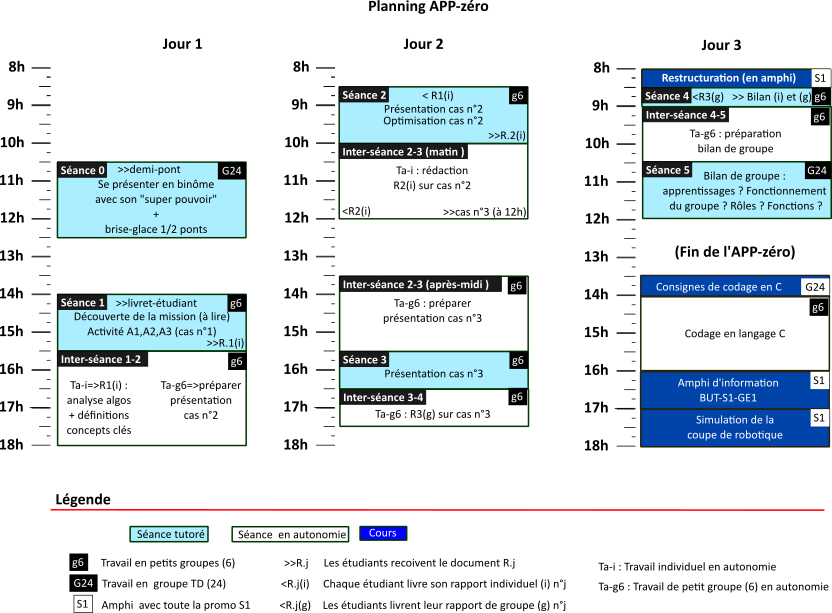 Planning APP-zéro
Jour 1
8h
9h
10h
11h
12h
13h
14h
15h
16h
17h
18h
Séance 0 >>demi-pont G24
Se présenter en binôme
avec son "super pouvoir"
+
brise-glace 1/2 ponts
Séance 1 >>livret-étudiant g6
Découverte de la mission (à lire)
Activité A1,A2,A3 (cas n°1)
>>R.1(i)
Inter-séance 1-2 g6
Ta-i=>R1(i) :
analyse algos
+ définitions
concepts clés
Ta-g6=>préparer
présentation
cas n°2
Jour 2
8h
9h
10h
11h
12h
13h
14h
15h
16h
17h
18h
Séance 2 < R1(i) g6
Présentation cas n°2
Optimisation cas n°2
>>R.2(i)
Inter-séance 2-3 (matin )
Ta-i : rédaction
R2(i) sur cas n°2
<R2(i) >>cas n°3 (à 12h)
Inter-séance 2-3 (après-midi ) g6
Ta-g6 : préparer
présentation cas n°3
Séance 3 g6
Présentation cas n°3
Inter-séance 3-4 g6
Ta-g6 : R3(g) sur cas n°3
Jour 3
8h
9h
10h
11h
12h
13h
14h
15h
16h
17h
18h
Restructuration (en amphi) S1
Séance 4 <R3(g) >> Bilan (i) et (g) g6
Inter-séance 4-5 g6
Ta-g6 : préparation
bilan de groupe
Séance 5 G24
Bilan de groupe :
apprentissages ? Fonctionnement
du groupe ? Rôles ? Fonctions ?
(Fin de l'APP-zéro)
Consignes de codage en C G24
g6
Codage en langage C
Amphi d'information S1
BUT-S1-GE1
Simulation de la S1
coupe de robotique
Légende
Séance tutoré
Séance en autonomie
Cours
g6 Travail en petits groupes (6)
G24 Travail en groupe TD (24)
S1 Amphi avec toute la promo S1
>>R.j Les étudiants recoivent le document R.j
<R.j(i) Chaque étudiant livre son rapport individuel (i) n°j
<R.j(g) Les étudiants livrent leur rapport de groupe (g) n°j
Ta-i : Travail individuel en autonomie
Ta-g6 : Travail de petit groupe (6) en autonomie